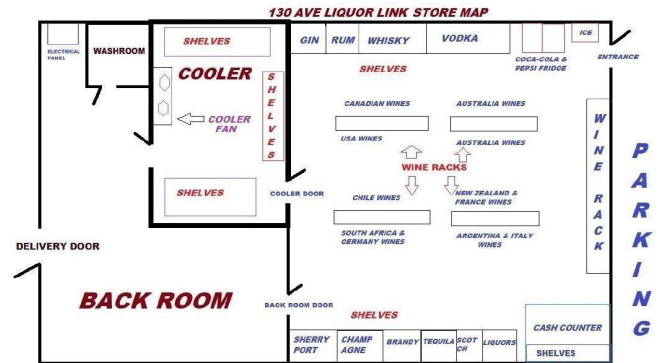 130 AVE LIQUOR LINK STORE MAP
ELECTRICAL
PANEL
WASHROOM
SHELVES
COOLER
SHELVES
COOLER
FAN
SHELVES
COOLER DOOR
GIN
RUM
WHISKY
VODKA
SHELVES
COCA-COLA &
PEPSI FRIDGE
ICE
ENTRANCE
CANADIAN WINES
AUSTRALIA WINES
USA WINES
AUSTRALIA WINES
WINE RACKS
CHILE WINES
NEW ZEALAND &
FRANCE WINES
SOUTH AFRICA &
GERMANY WINES
ARGENTINA & ITALY
WINES
WINE RACK
PARKING
DELIVERY DOOR
BACK ROOM
BACK ROOM DOOR
SHELVES
SHERRY
PORT
CHAMP
AGNE
BRANDY
TEQUILA
SCOT
CH
LIQUORS
CASH COUNTER
SHELVES